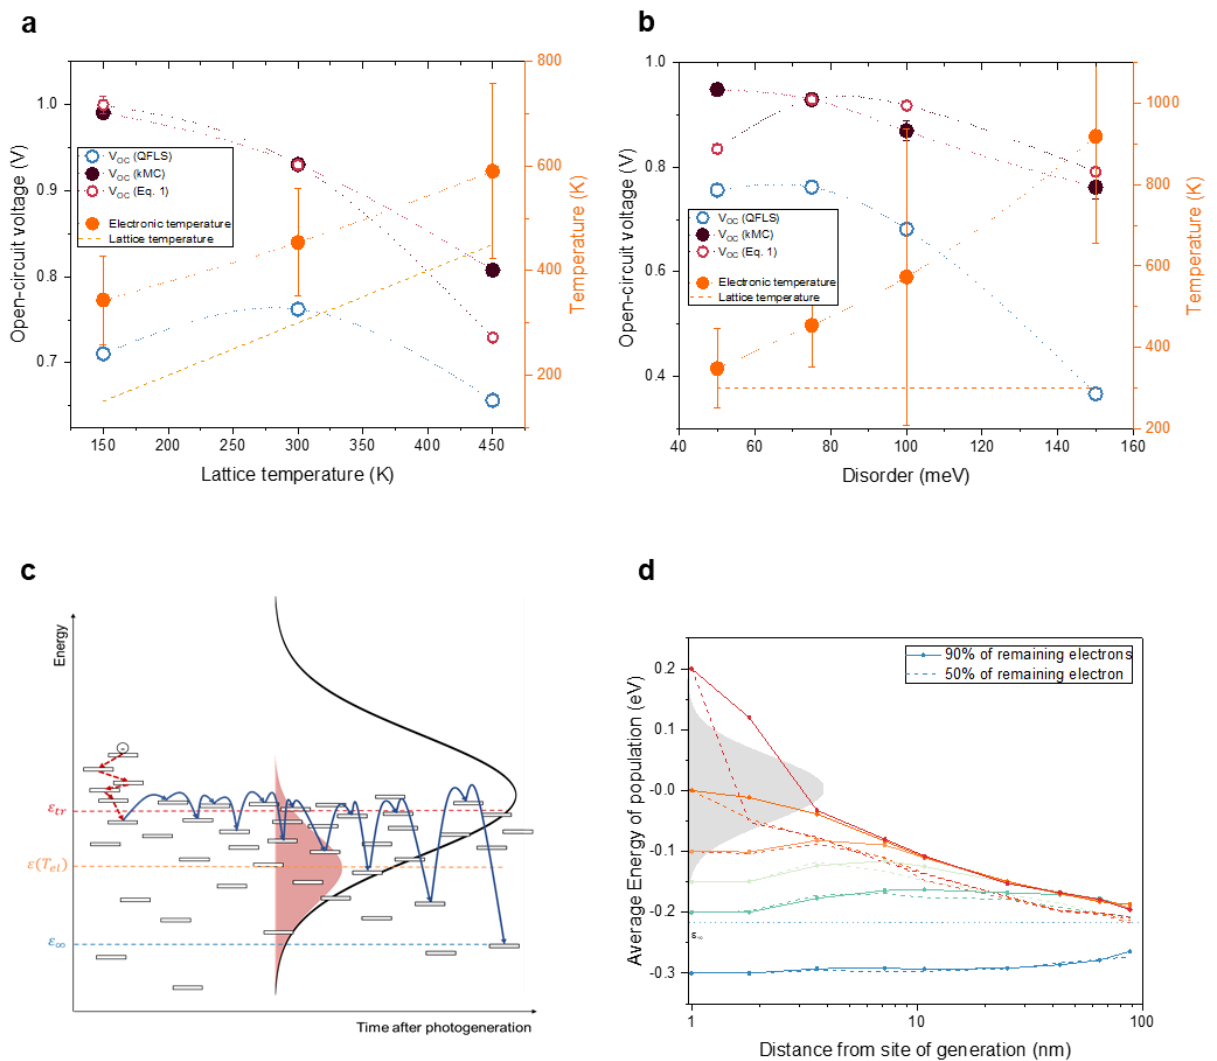 a
Open-circuit voltage (V)
1.0
0.9
0.8
0.7
800
600
400
200
Temperature (K)
V_OC (QFLS)
V_OC (kMC)
V_OC (Eq. 1)
Electronic temperature
Lattice temperature
150 200 250 300 350 400 450
Lattice temperature (K)
b
Open-circuit voltage (V)
1.0
0.8
0.6
0.4
1000
800
600
400
200
Temperature (K)
V_OC (QFLS)
V_OC (kMC)
V_OC (Eq. 1)
Electronic temperature
Lattice temperature
40 60 80 100 120 140 160
Disorder (meV)
c
Energy
ε_tr
ε(T_el)
ε_∞
Time after photogeneration
d
Average Energy of population (eV)
0.2
0.1
-0.0
-0.1
-0.2
-0.3
90% of remaining electrons
50% of remaining electron
ε_∞
1 10 100
Distance from site of generation (nm)